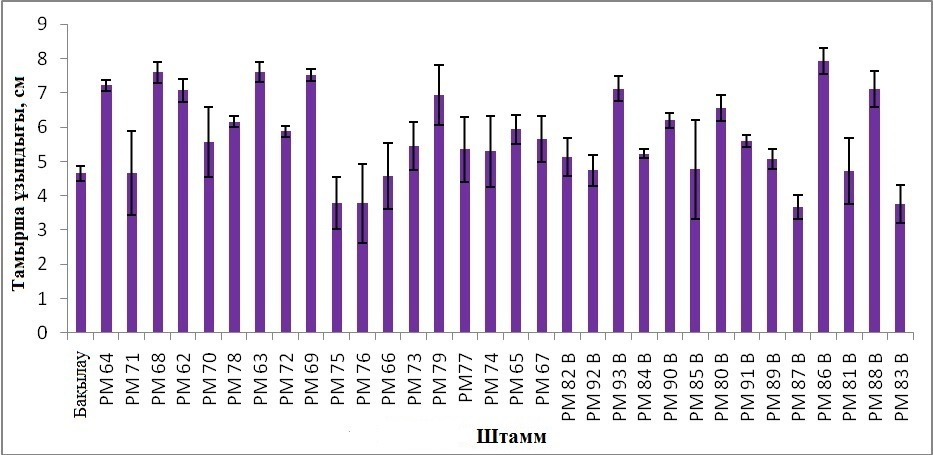 Тамырша ұзындығы, см
9
8
7
6
5
4
3
2
1
0
Бақылау
PM 64
PM 71
PM 68
PM 62
PM 70
PM 78
PM 63
PM 72
PM 69
PM 75
PM 76
PM 66
PM 73
PM 79
PM77
PM 74
PM 65
PM 67
PM 82 B
PM 92 B
PM 93 B
PM 84 B
PM 90 B
PM 85 B
PM 80 B
PM 91 B
PM 89 B
PM 87 B
PM 86 B
PM 81 B
PM 88 B
PM 83 B
Штамм